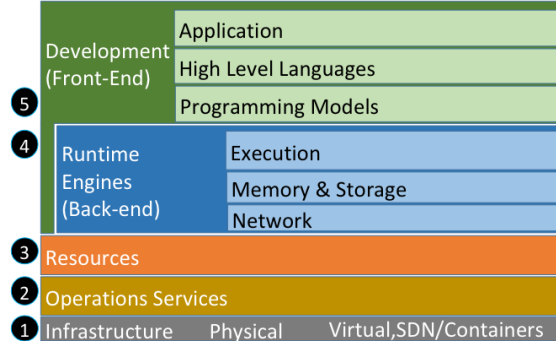 Application
Development
(Front-End)
High Level Languages
5
Programming Models
4
Runtime
Engines
(Back-end)
Execution
Memory & Storage
Network
3
Resources
2
Operations Services
1
Infrastructure Physical Virtual,SDN/Containers